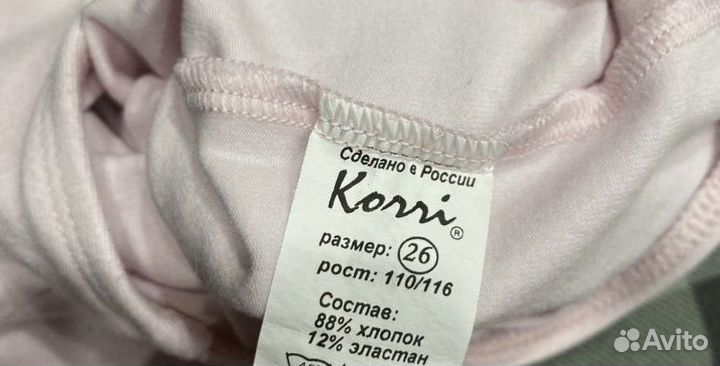 Сделано в России
Korri
®
размер: 26
рост: 110/116
Состав:
88% хлопок
12% эластан
Avito